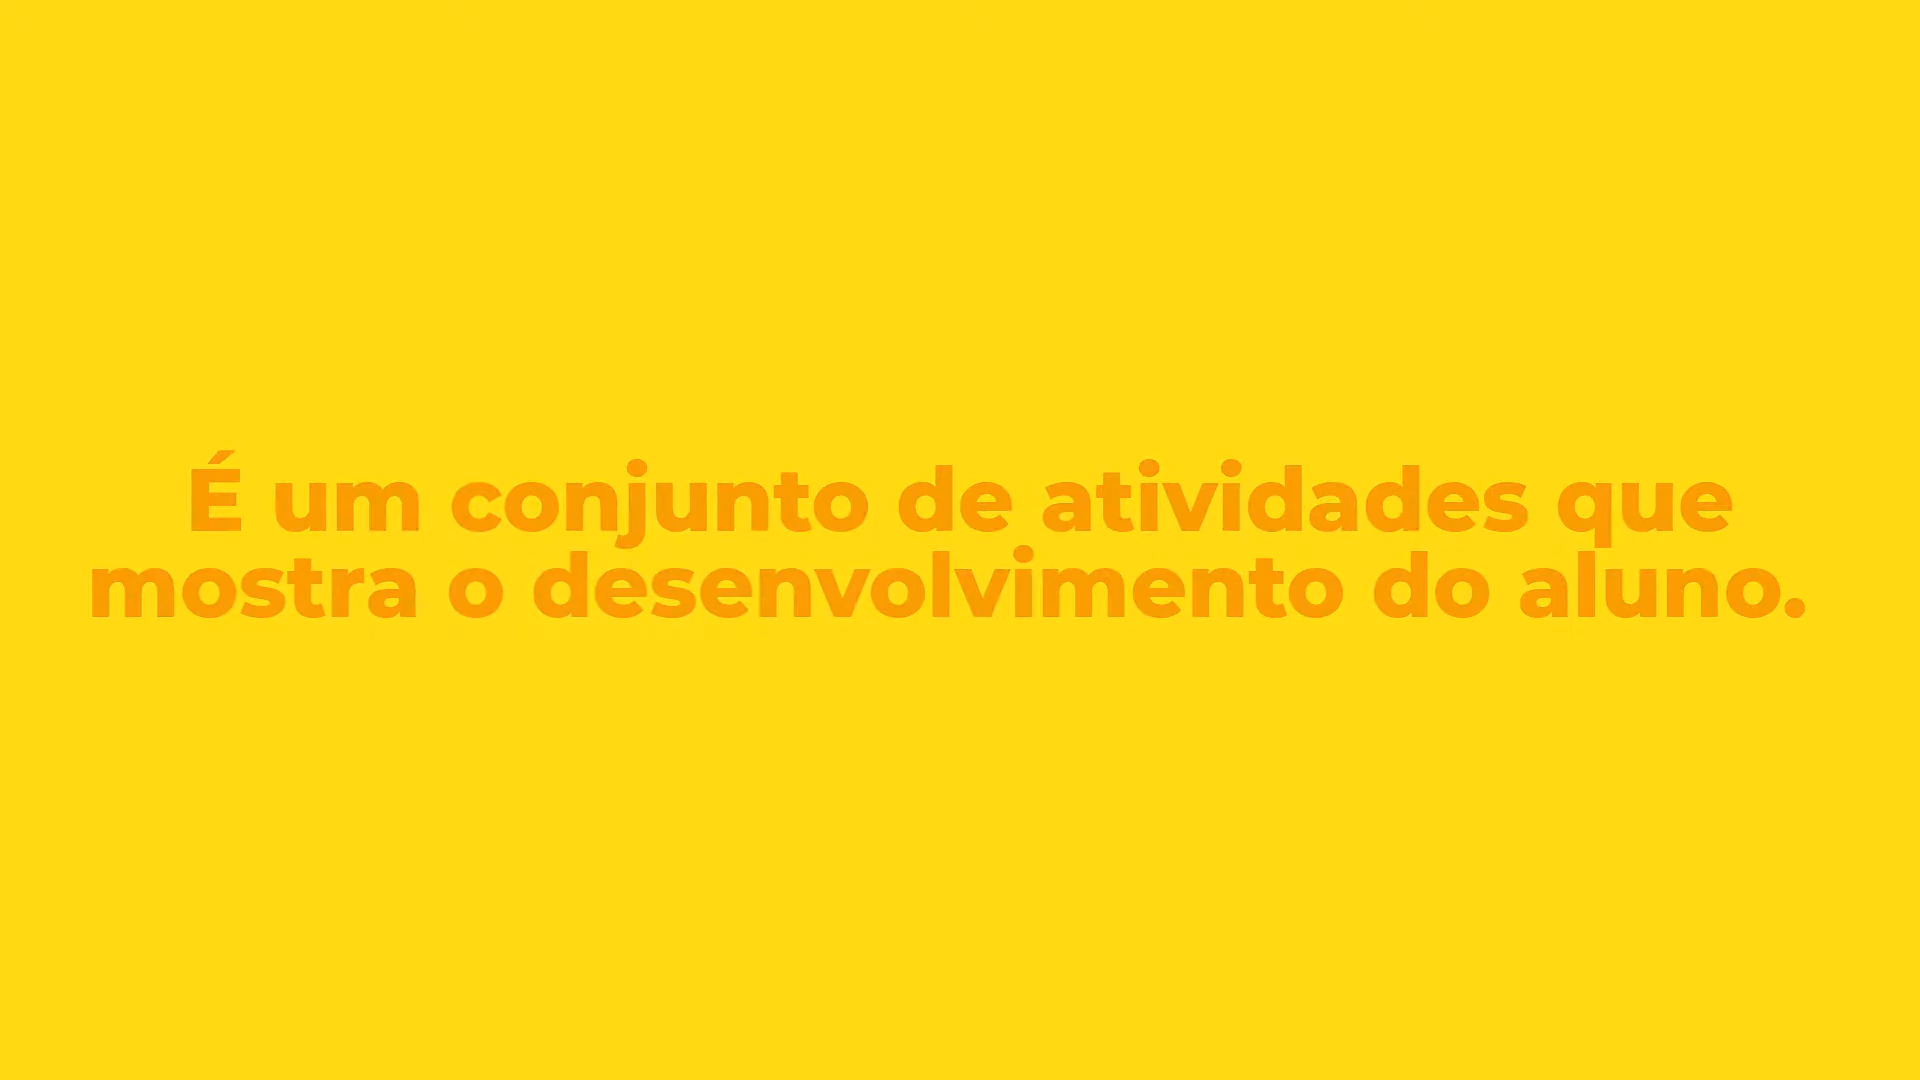 É um conjunto de atividades que
mostra o desenvolvimento do aluno.